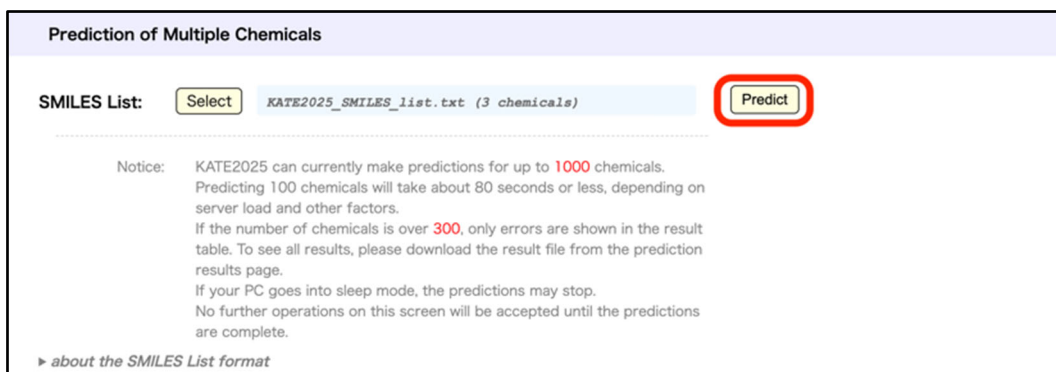 Prediction of Multiple Chemicals
SMILES List: Select KATE2025_SMILES_list.txt (3 chemicals) Predict
Notice: KATE2025 can currently make predictions for up to 1000 chemicals.
Predicting 100 chemicals will take about 80 seconds or less, depending on
server load and other factors.
If the number of chemicals is over 300, only errors are shown in the result
table. To see all results, please download the result file from the prediction
results page.
If your PC goes into sleep mode, the predictions may stop.
No further operations on this screen will be accepted until the predictions
are complete.
▶ about the SMILES List format